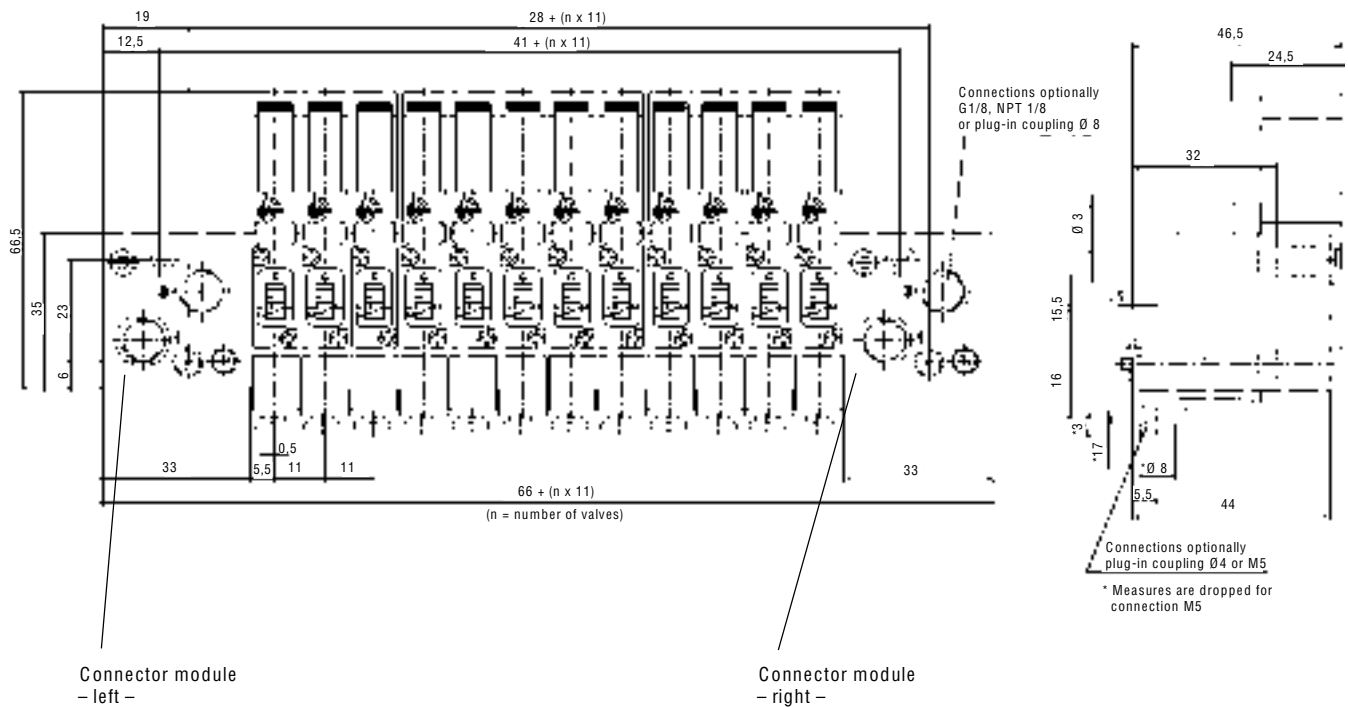 19
28 + (n x 11)
12,5
41 + (n x 11)
46,5
24,5
Connections optionally
G1/8, NPT 1/8
or plug-in coupling Ø 8
32
66,5
35
23
6
Ø 3
15,5
16
*3
*17
*Ø 8
5,5
44
0,5
33
5,5
11
11
33
66 + (n x 11)
(n = number of valves)
Connections optionally
plug-in coupling Ø4 or M5
* Measures are dropped for
connection M5
Connector module
– left –
Connector module
– right –